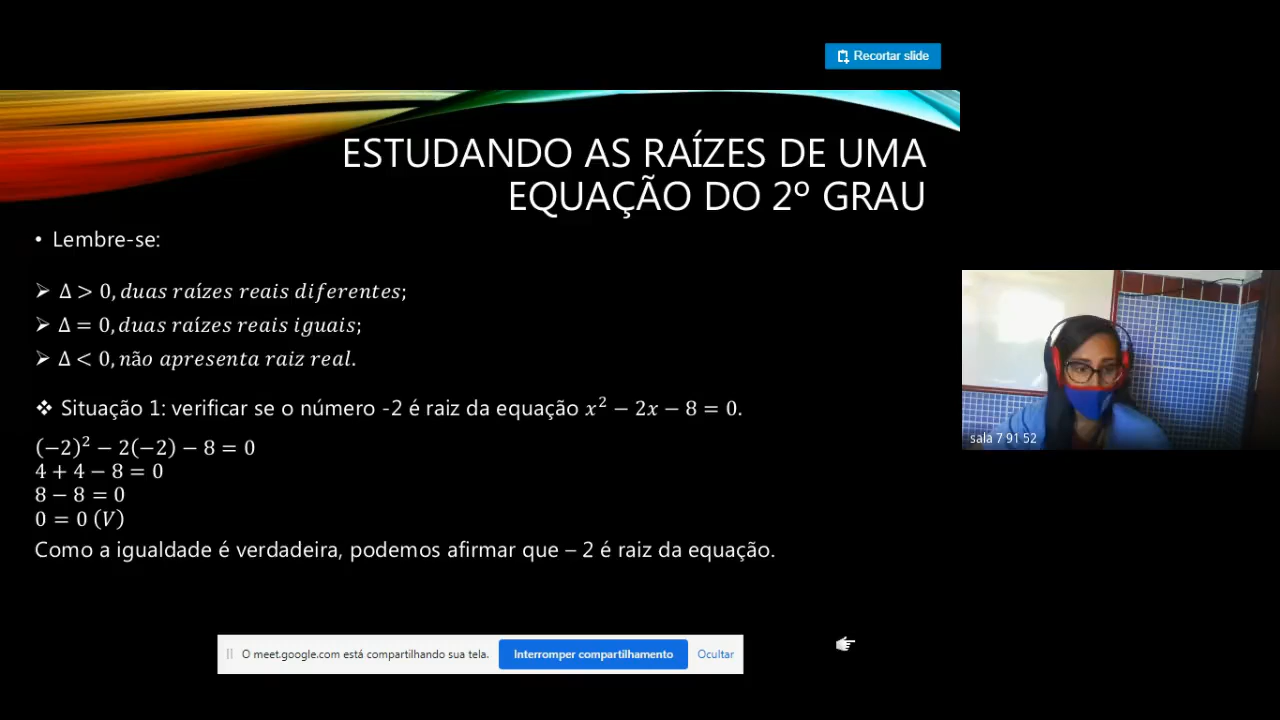 Recortar slide
ESTUDANDO AS RAÍZES DE UMA
EQUAÇÃO DO 2º GRAU
• Lembre-se:
➢ Δ > 0, duas raízes reais diferentes;
➢ Δ = 0, duas raízes reais iguais;
➢ Δ < 0, não apresenta raiz real.
❖ Situação 1: verificar se o número -2 é raiz da equação x² − 2x − 8 = 0.
(−2)² − 2(−2) − 8 = 0
4 + 4 − 8 = 0
8 − 8 = 0
0 = 0 (V)
Como a igualdade é verdadeira, podemos afirmar que – 2 é raiz da equação.
sala 7 91 52
O meet.google.com está compartilhando sua tela. Interromper compartilhamento Ocultar